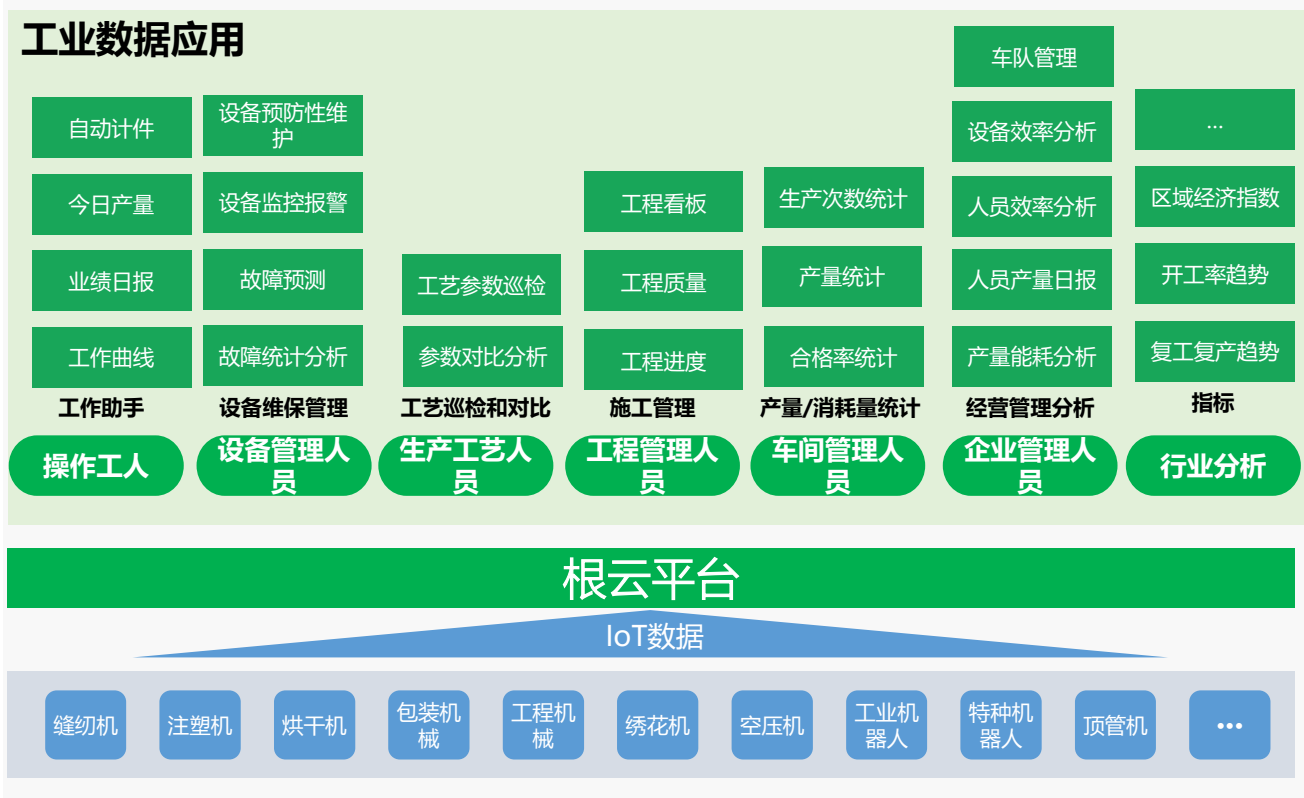 工业数据应用
自动计件
今日产量
业绩日报
工作曲线
工作助手
操作工人
设备预防性维
护
设备监控报警
故障预测
故障统计分析
设备维保管理
设备管理人
员
工艺参数巡检
参数对比分析
工艺巡检和对比
生产工艺人
员
工程看板
工程质量
工程进度
施工管理
工程管理人
员
生产次数统计
产量统计
合格率统计
产量/消耗量统计
车间管理人
员
车队管理
设备效率分析
人员效率分析
人员产量日报
产量能耗分析
经营管理分析
企业管理人
员
...
区域经济指数
开工率趋势
复工复产趋势
指标
行业分析
根云平台
IoT数据
缝纫机
注塑机
烘干机
包装机
械
工程机
械
绣花机
空压机
工业机
器人
特种机
器人
顶管机
...